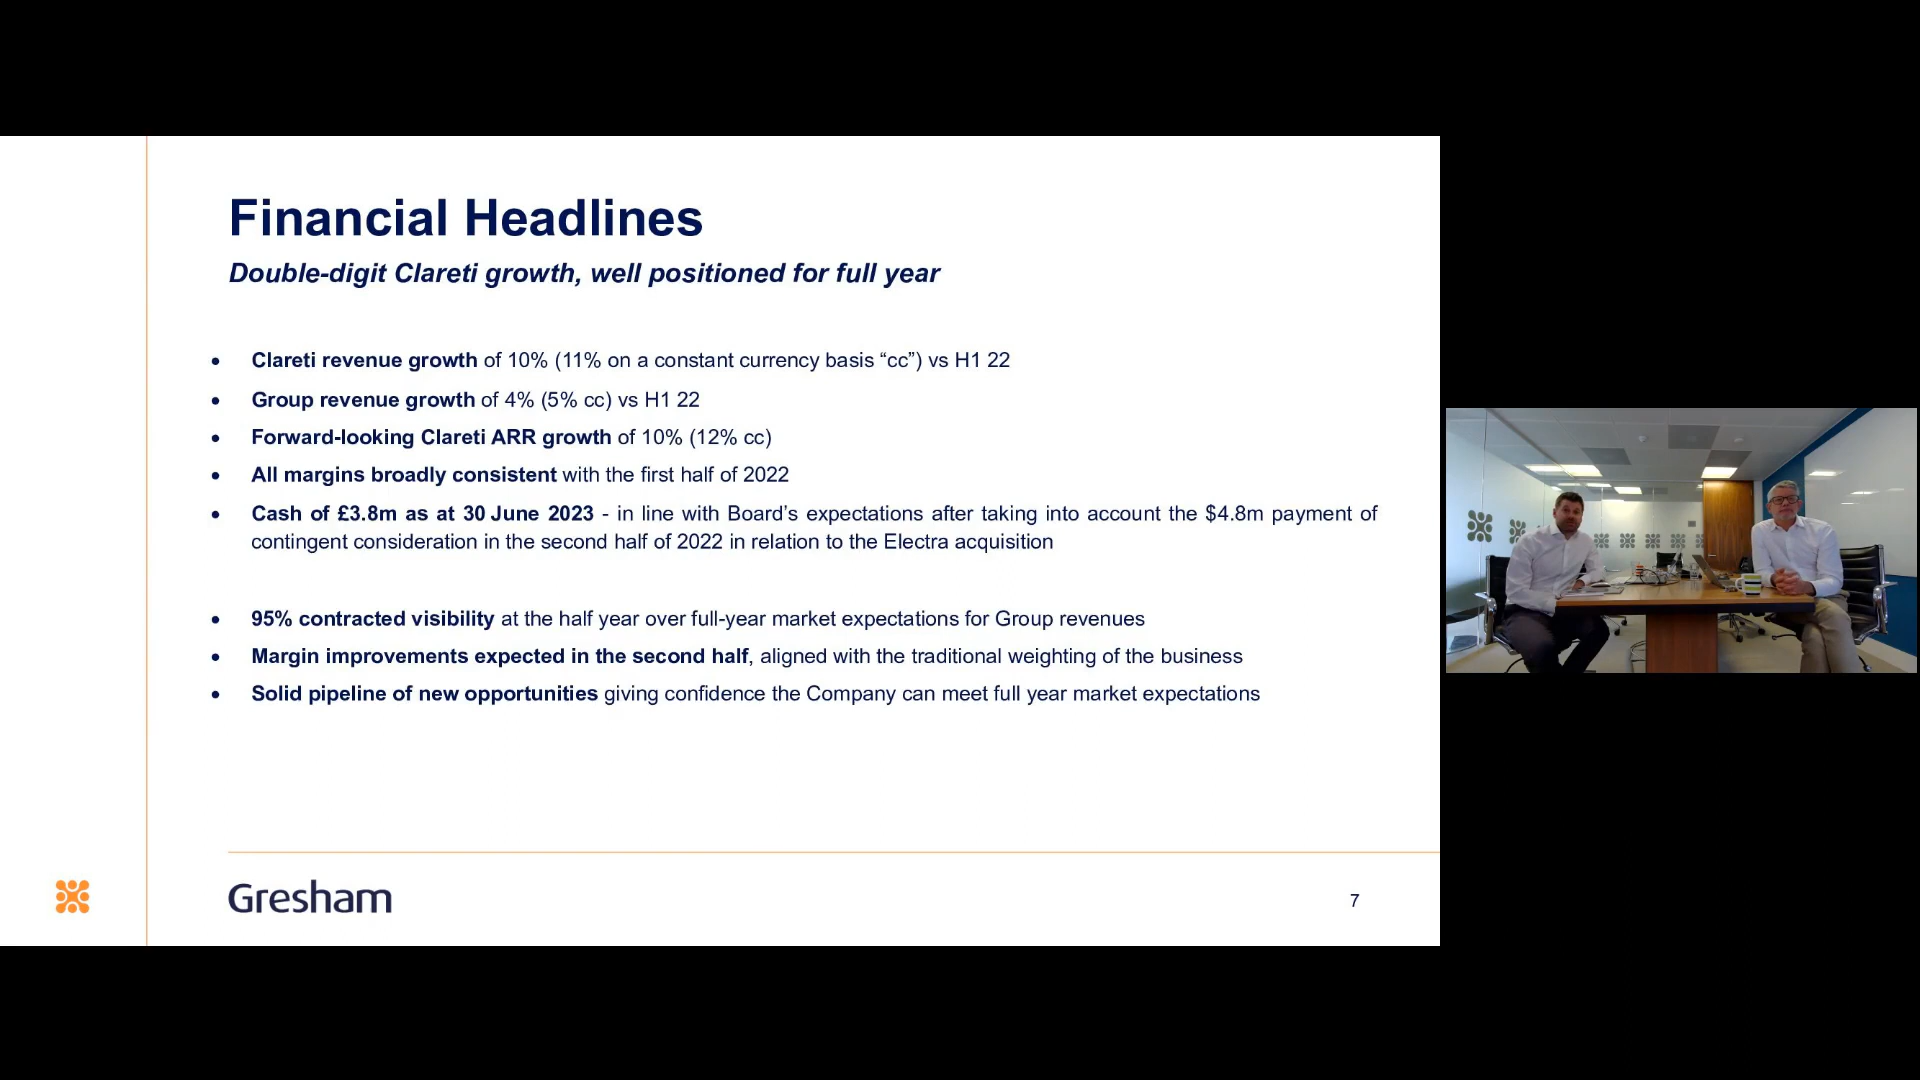 Financial Headlines
Double-digit Clareti growth, well positioned for full year
• Clareti revenue growth of 10% (11% on a constant currency basis “cc”) vs H1 22
• Group revenue growth of 4% (5% cc) vs H1 22
• Forward-looking Clareti ARR growth of 10% (12% cc)
• All margins broadly consistent with the first half of 2022
• Cash of £3.8m as at 30 June 2023 - in line with Board’s expectations after taking into account the $4.8m payment of
contingent consideration in the second half of 2022 in relation to the Electra acquisition
• 95% contracted visibility at the half year over full-year market expectations for Group revenues
• Margin improvements expected in the second half, aligned with the traditional weighting of the business
• Solid pipeline of new opportunities giving confidence the Company can meet full year market expectations
Gresham
7